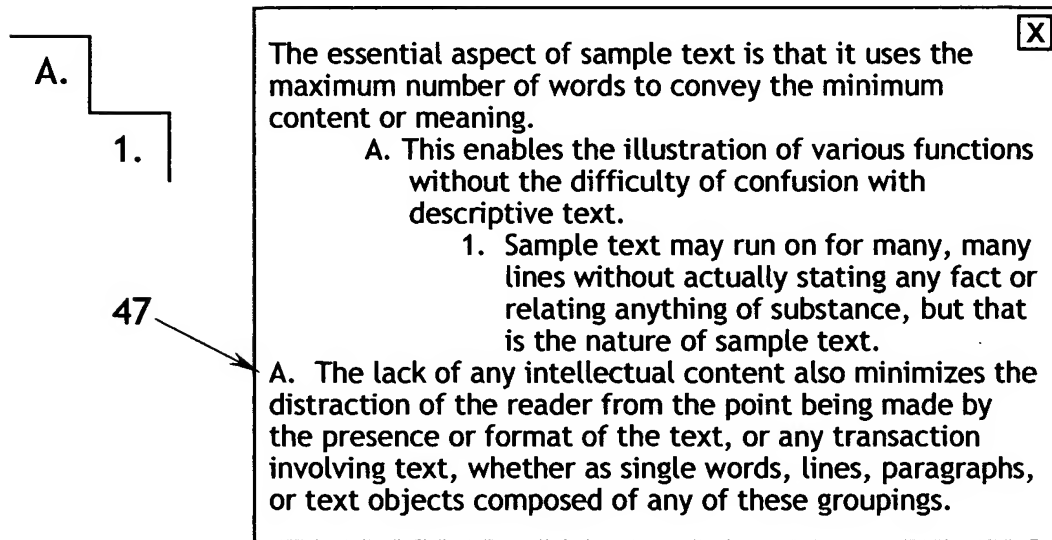 A.
1.
47
X
The essential aspect of sample text is that it uses the
maximum number of words to convey the minimum
content or meaning.
A. This enables the illustration of various functions
without the difficulty of confusion with
descriptive text.
1. Sample text may run on for many, many
lines without actually stating any fact or
relating anything of substance, but that
is the nature of sample text.
A. The lack of any intellectual content also minimizes the
distraction of the reader from the point being made by
the presence or format of the text, or any transaction
involving text, whether as single words, lines, paragraphs,
or text objects composed of any of these groupings.